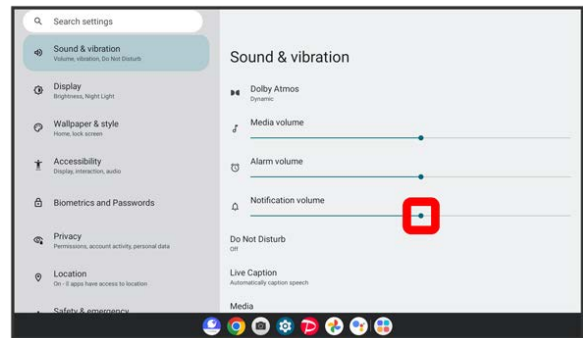 Search settings
Sound & vibration
Volume, vibration, Do Not Disturb
Display
Brightness, Night Light
Wallpaper & style
Home, lock screen
Accessibility
Display, interaction, audio
Biometrics and Passwords
Privacy
Permissions, account activity, personal data
Location
On - 3 apps have access to location
Safety & emergency
Sound & vibration
Dolby Atmos
Dynamic
Media volume
Alarm volume
Notification volume
Do Not Disturb
Off
Live Caption
Automatically caption speech
Media